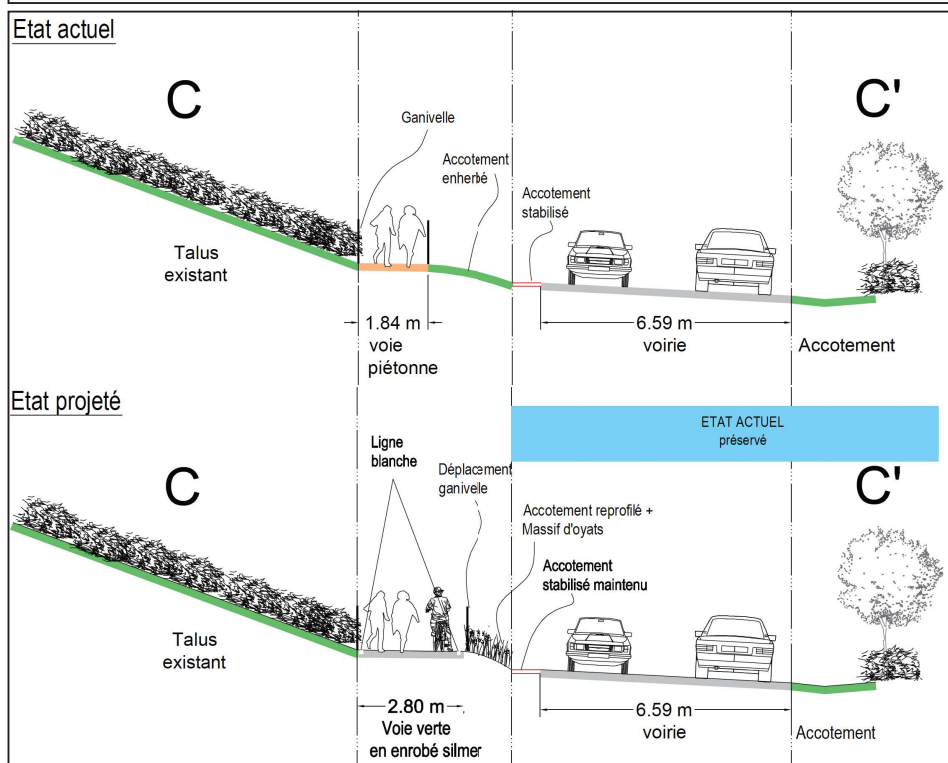 Etat actuel
C
C'
Ganivelle
Accotement
enherbé
Accotement
stabilisé
Talus
existant
1.84 m
voie
piétonne
6.59 m
voirie
Accotement
Etat projeté
ETAT ACTUEL
préservé
C
C'
Ligne
blanche
Déplacement
ganivelle
Accotement reprofilé +
Massif d'oyats
Accotement
stabilisé maintenu
Talus
existant
2.80 m
Voie verte
en enrobé silmer
6.59 m
voirie
Accotement